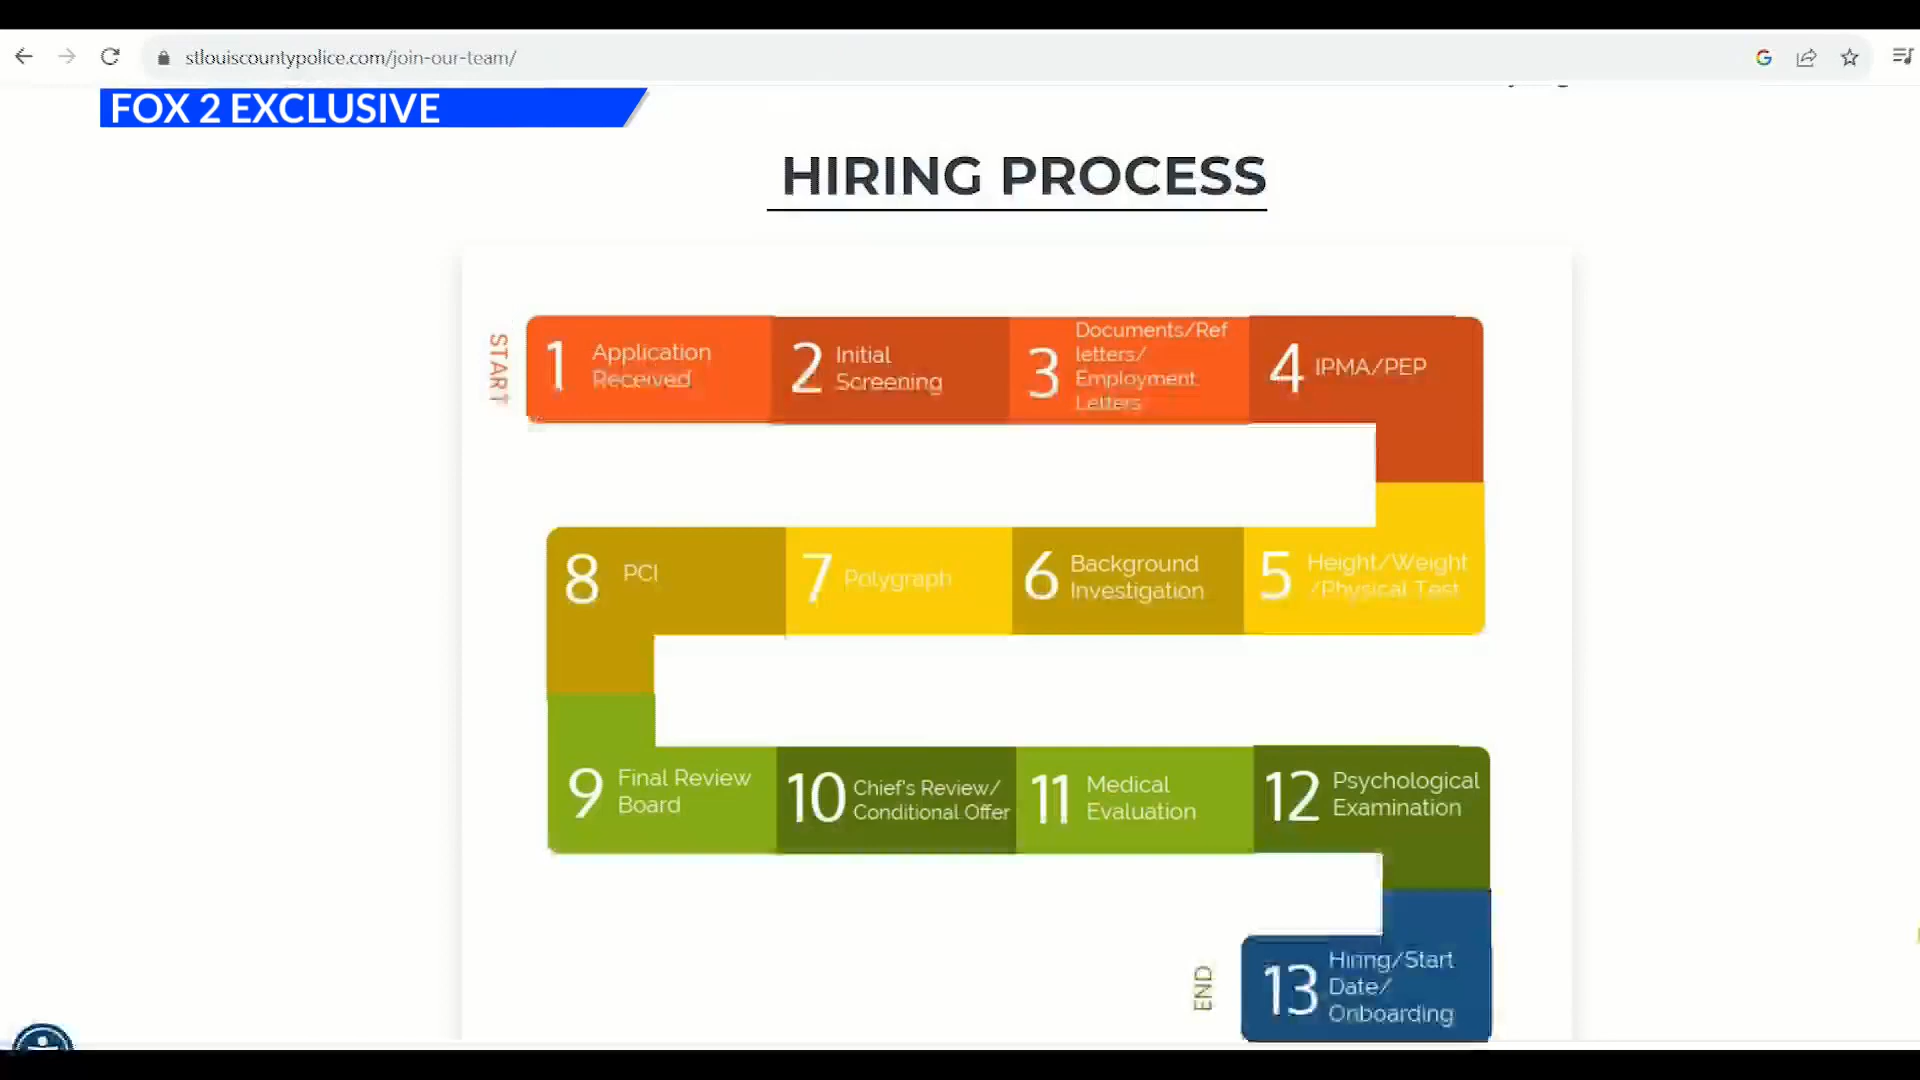 stlouiscountypolice.com/join-our-team/
FOX 2 EXCLUSIVE
HIRING PROCESS
START
1 Application
Received
2 Initial
Screening
3 Documents/Ref
letters/
Employment
Letters
4 IPMA/PEP
5 Height/Weight
/Physical Test
6 Background
Investigation
7 Polygraph
8 PCI
9 Final Review
Board
10 Chief's Review/
Conditional Offer
11 Medical
Evaluation
12 Psychological
Examination
13 Hiring/Start
Date/
Onboarding
END